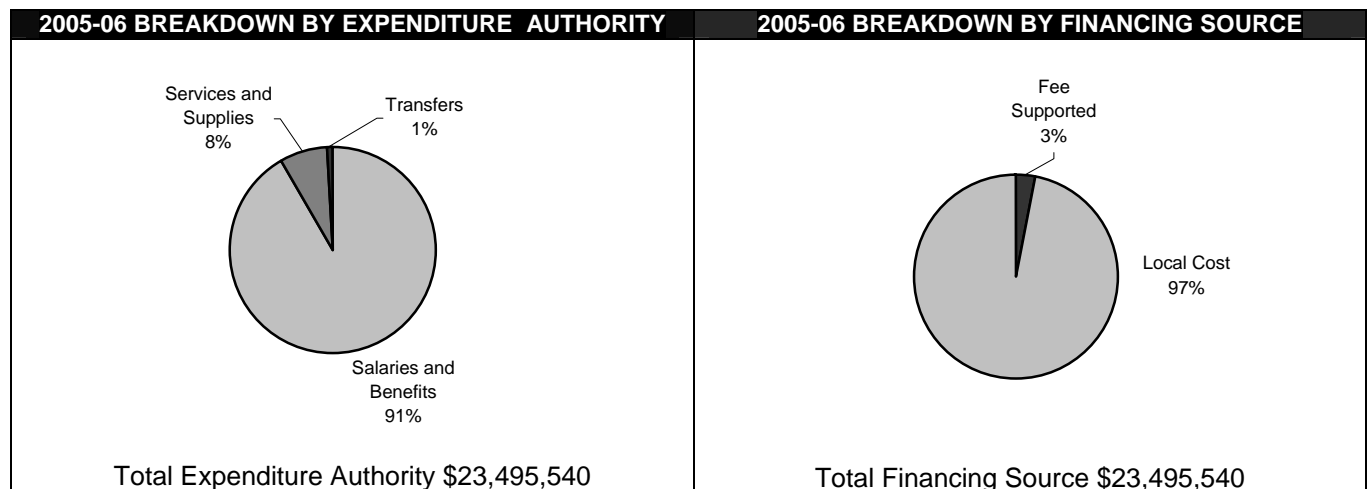 2005-06 BREAKDOWN BY EXPENDITURE AUTHORITY
Services and
Supplies
8%
Transfers
1%
Salaries and
Benefits
91%
Total Expenditure Authority $23,495,540
2005-06 BREAKDOWN BY FINANCING SOURCE
Fee
Supported
3%
Local Cost
97%
Total Financing Source $23,495,540